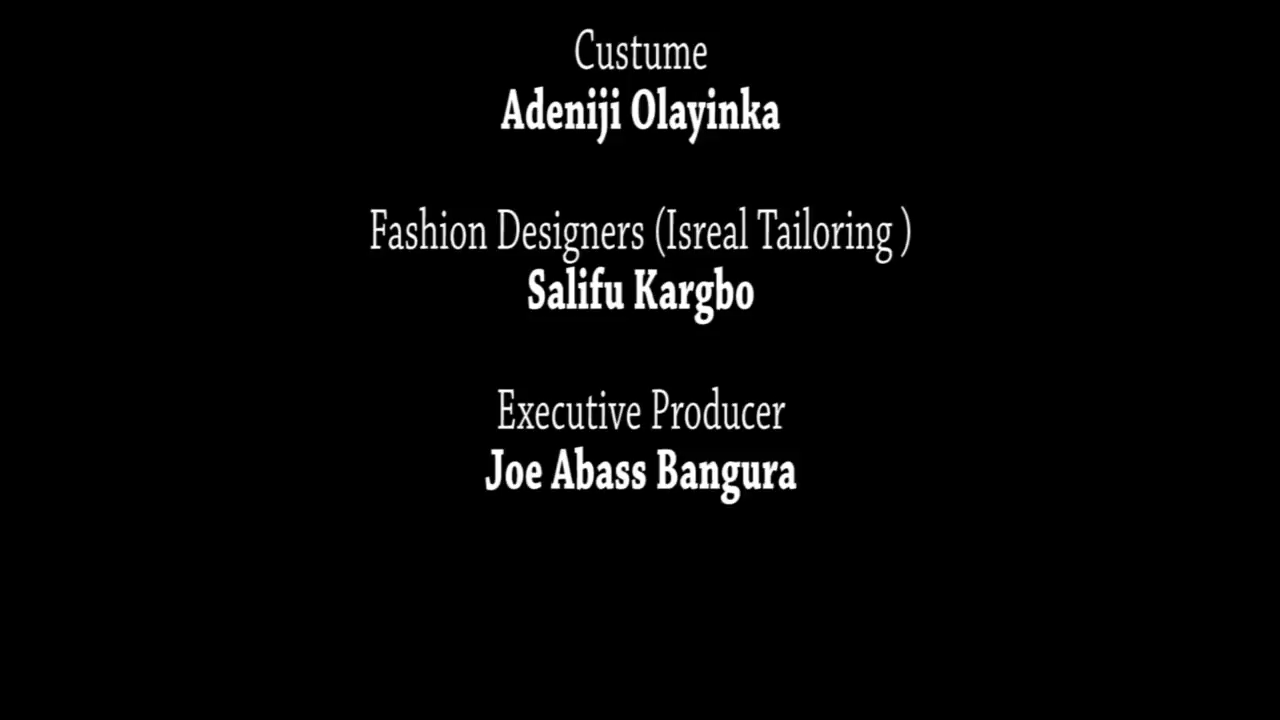 Custume
Adeniji Olayinka
Fashion Designers (Isreal Tailoring )
Salifu Kargbo
Executive Producer
Joe Abass Bangura